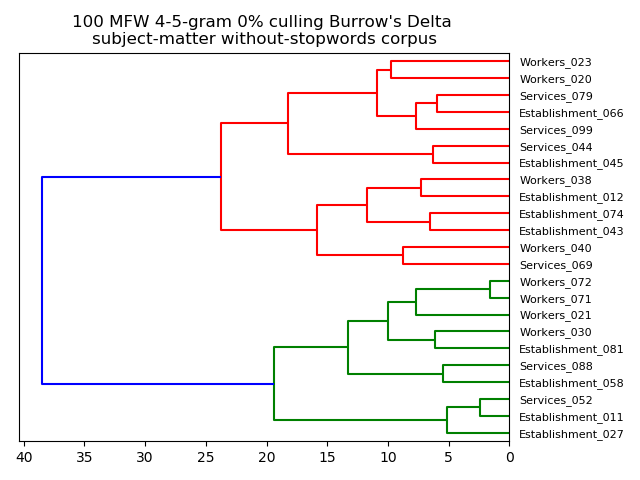 100 MFW 4-5-gram 0% culling Burrow's Delta
subject-matter without-stopwords corpus
Workers_023
Workers_020
Services_079
Establishment_066
Services_099
Services_044
Establishment_045
Workers_038
Establishment_012
Establishment_074
Establishment_043
Workers_040
Services_069
Workers_072
Workers_071
Workers_021
Workers_030
Establishment_081
Services_088
Establishment_058
Services_052
Establishment_011
Establishment_027
40 35 30 25 20 15 10 5 0